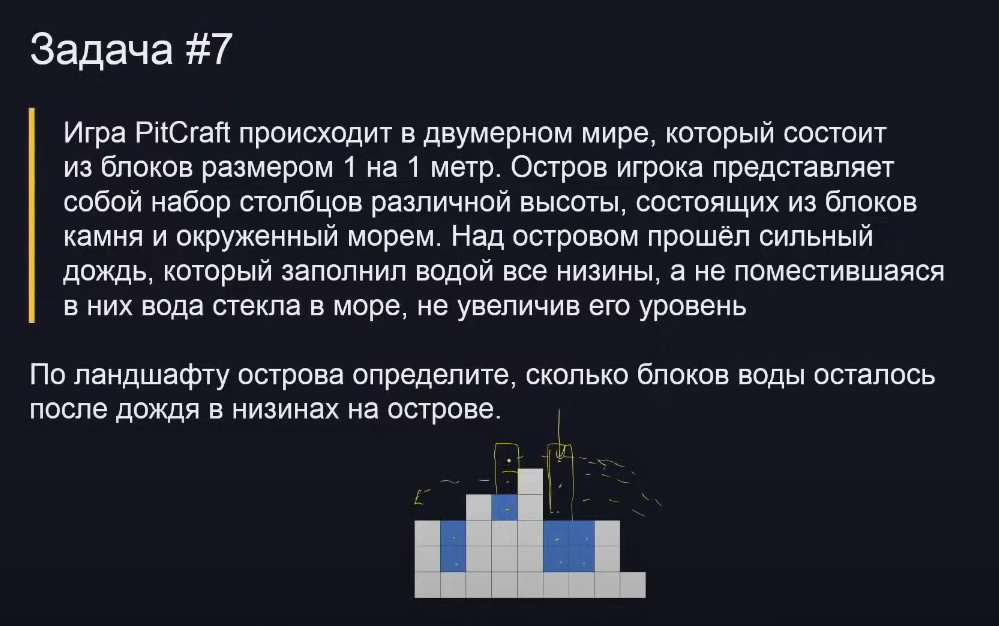 Задача #7
Игра PitCraft происходит в двумерном мире, который состоит
из блоков размером 1 на 1 метр. Остров игрока представляет
собой набор столбцов различной высоты, состоящих из блоков
камня и окруженный морем. Над островом прошёл сильный
дождь, который заполнил водой все низины, а не поместившаяся
в них вода стекла в море, не увеличив его уровень
По ландшафту острова определите, сколько блоков воды осталось
после дождя в низинах на острове.